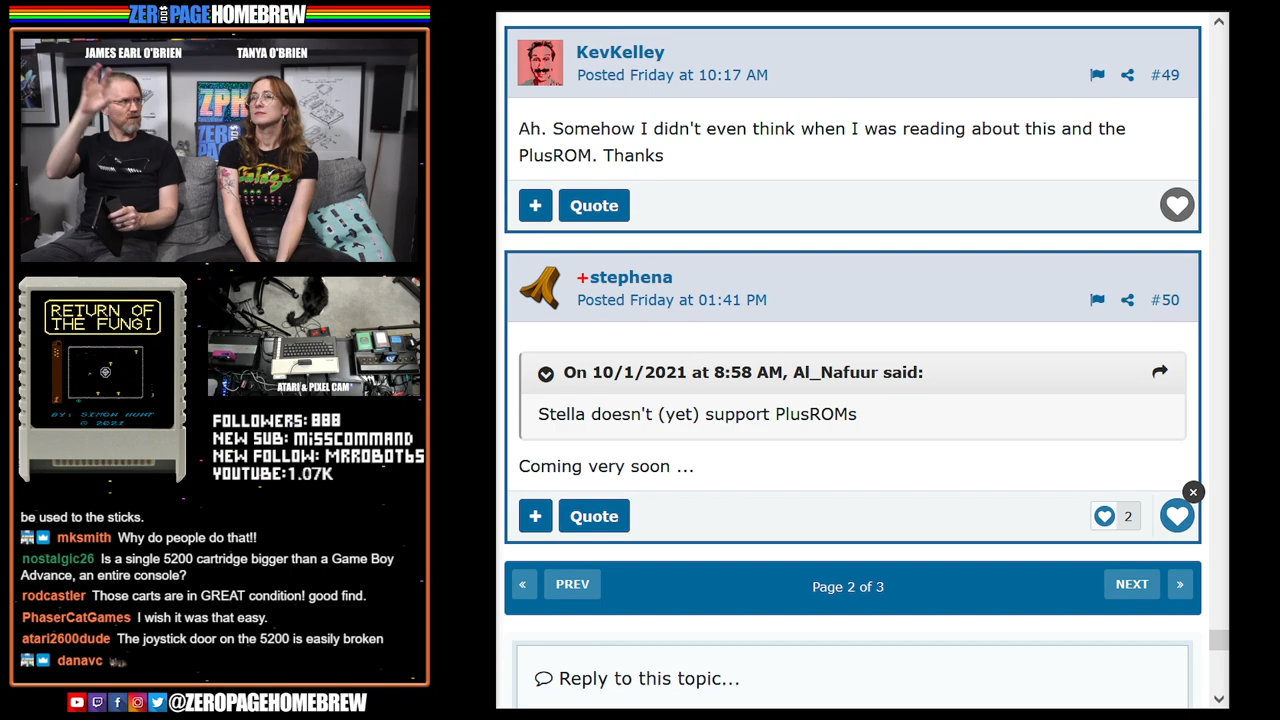 ZERO PAGE HOMEBREW
JAMES EARL O'BRIEN
TANYA O'BRIEN
ZPH
RETURN OF
THE FUNGI
BY: SIMON HUNT
© 2021
ATARI & PIXEL CAM
FOLLOWERS: 888
NEW SUB: MISSCOMMAND
NEW FOLLOW: MRROBOT65
YOUTUBE:1.07K
be used to the sticks.
mksmith Why do people do that!!
nostalgic26 Is a single 5200 cartridge bigger than a Game Boy
Advance, an entire console?
rodcastler Those carts are in GREAT condition! good find.
PhaserCatGames I wish it was that easy.
atari2600dude The joystick door on the 5200 is easily broken
danavc
@ZEROPAGEHOMEBREW
KevKelley
Posted Friday at 10:17 AM
#49
Ah. Somehow I didn't even think when I was reading about this and the
PlusROM. Thanks
+ Quote
+stephena
Posted Friday at 01:41 PM
#50
On 10/1/2021 at 8:58 AM, Al_Nafuur said:
Stella doesn't (yet) support PlusROMs
Coming very soon ...
+ Quote
2
« PREV
Page 2 of 3
NEXT »
Reply to this topic...